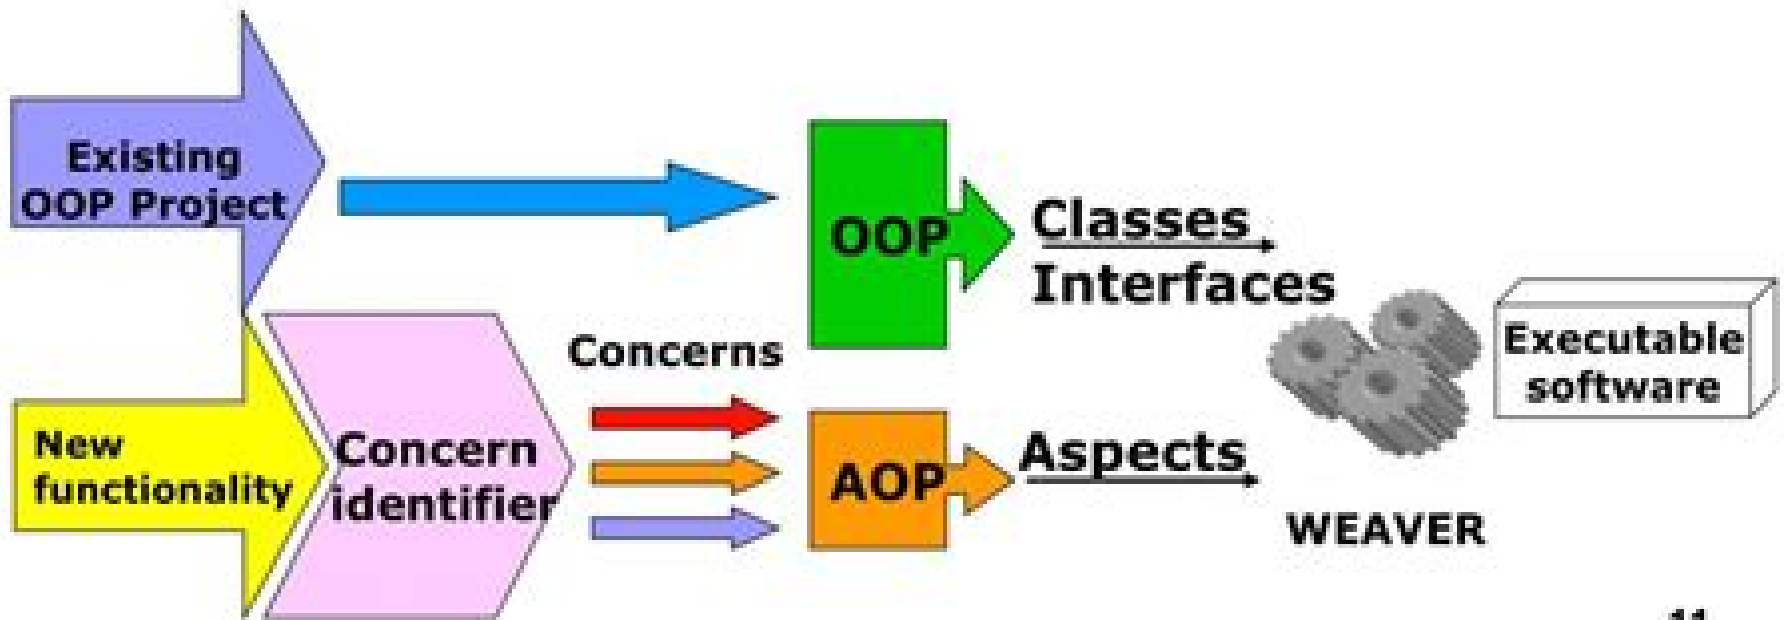 Existing
OOP Project
OOP
Classes
Interfaces
Executable
software
New
functionality
Concern
identifier
Concerns
AOP
Aspects
WEAVER